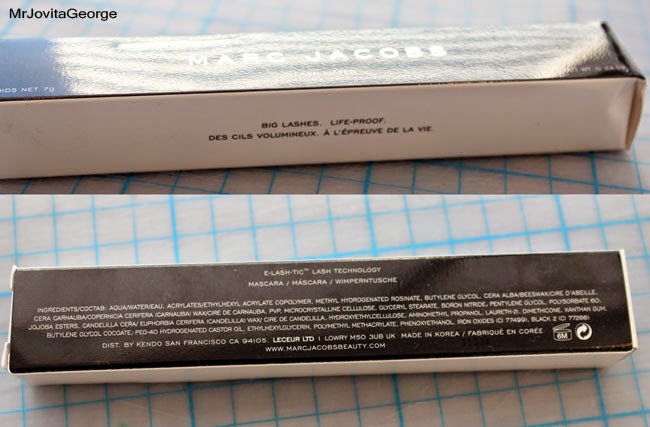 MrJovitaGeorge
MARC JACOBS
OIDS NET 7g
BIG LASHES. LIFE-PROOF.
DES CILS VOLUMINEUX. À L'ÉPREUVE DE LA VIE.
E-LASH-TIC™ LASH TECHNOLOGY
MASCARA / MÁSCARA / WIMPERNTUSCHE
INGREDIENTS/COCTAB: AQUA/WATER/EAU, ACRYLATES/ETHYLHEXYL ACRYLATE COPOLYMER, METHYL HYDROGENATED ROSINATE, BUTYLENE GLYCOL, CERA ALBA/BEESWAX/CIRE D'ABEILLE,
CERA CARNAUBA/COPERNICIA CERIFERA (CARNAUBA) WAX/CIRE DE CARNAUBA, PVP, MICROCRYSTALLINE CELLULOSE, GLYCERYL STEARATE, BORON NITRIDE, PENTYLENE GLYCOL, POLYSORBATE 60,
JOJOBA ESTERS, CANDELILLA CERA/ EUPHORBIA CERIFERA (CANDELILLA) WAX/ CIRE DE CANDELILLA, HYDROXYETHYLCELLULOSE, AMINOMETHYL PROPANOL, LAURETH-21, DIMETHICONE, XANTHAN GUM,
BUTYLENE GLYCOL COCOATE, PEG-40 HYDROGENATED CASTOR OIL, ETHYLHEXYLGLYCERIN, POLYMETHYL METHACRYLATE, PHENOXYETHANOL, IRON OXIDES (CI 77499), BLACK 2 (CI 77266).
DIST. BY KENDO SAN FRANCISCO CA 94105. LECEUR LTD 1 LOWRY M50 3UB UK MADE IN KOREA / FABRIQUÉ EN CORÉE
6M
WWW.MARCJACOBSBEAUTY.COM